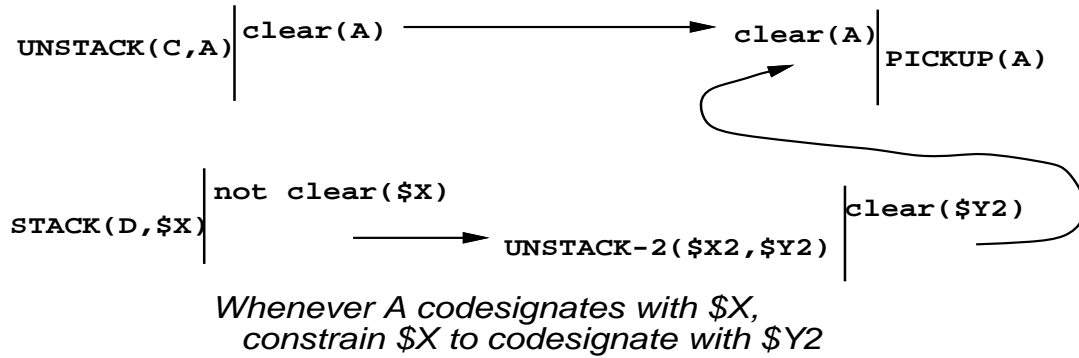 UNSTACK(C,A) clear(A) clear(A) PICKUP(A)
STACK(D,$X) not clear($X) UNSTACK-2($X2,$Y2) clear($Y2)
Whenever A codesignates with $X,
constrain $X to codesignate with $Y2